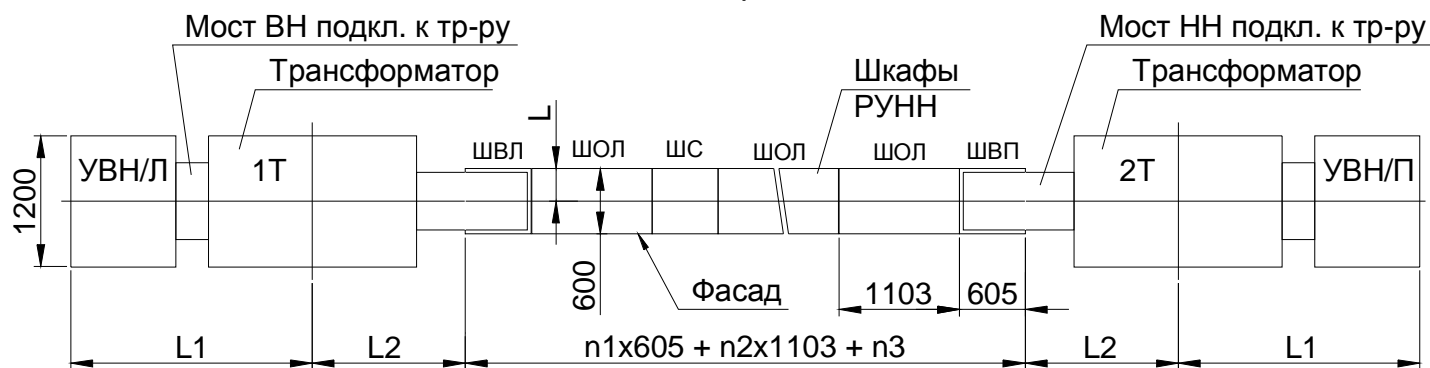 Мост ВН подкл. к тр-ру
Мост НН подкл. к тр-ру
Трансформатор
Шкафы
РУНН
Трансформатор
L
ШВЛ
ШОЛ
ШС
ШОЛ
ШОЛ
ШВП
УВН/Л
1Т
2Т
УВН/П
1200
600
Фасад
1103
605
L1
L2
n1x605 + n2x1103 + n3
L2
L1